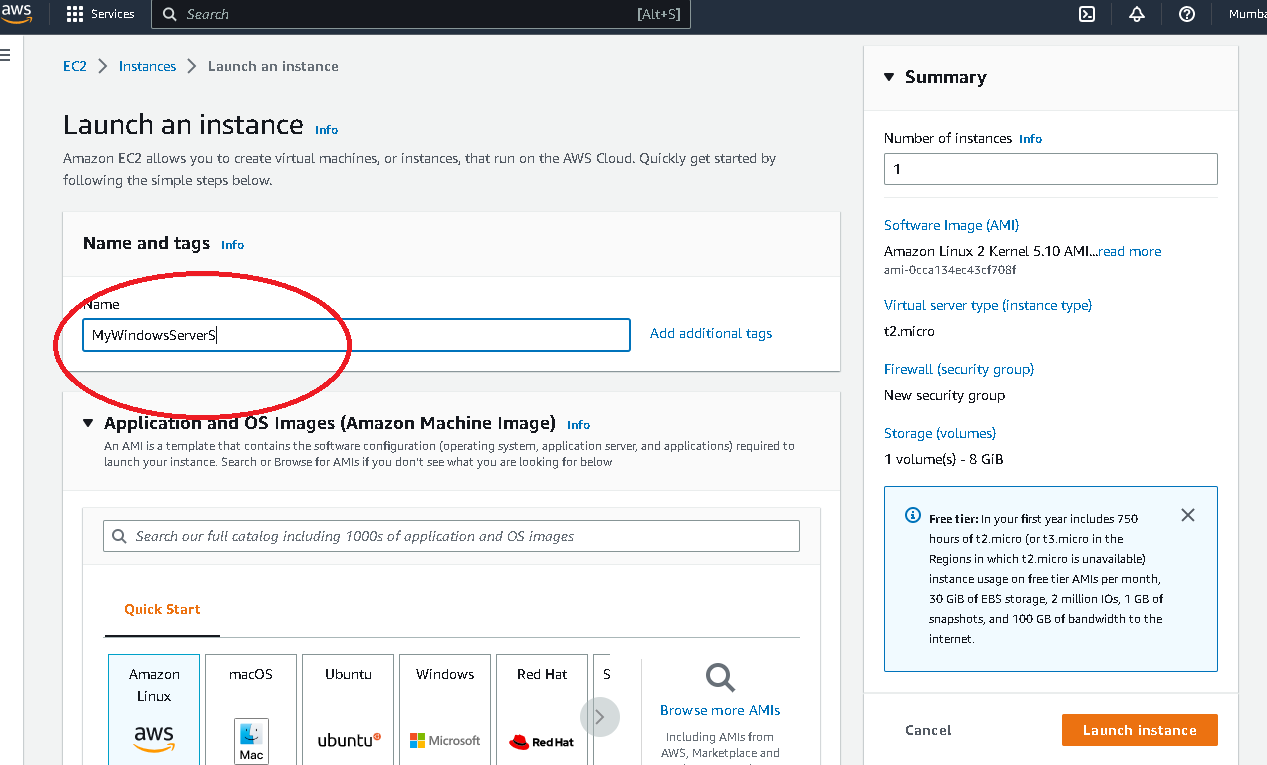 aws
Services
Search [Alt+S]
Mumba
EC2 > Instances > Launch an instance
Launch an instance Info
Amazon EC2 allows you to create virtual machines, or instances, that run on the AWS Cloud. Quickly get started by
following the simple steps below.
Name and tags Info
Name
MyWindowsServerS
Add additional tags
Application and OS Images (Amazon Machine Image) Info
An AMI is a template that contains the software configuration (operating system, application server, and applications) required to
launch your instance. Search or Browse for AMIs if you don't see what you are looking for below
Search our full catalog including 1000s of application and OS images
Quick Start
Amazon
Linux
aws
macOS
Mac
Ubuntu
ubuntu
Windows
Microsoft
Red Hat
Red Hat
S
Browse more AMIs
Including AMIs from
AWS, Marketplace and
Summary
Number of instances Info
1
Software Image (AMI)
Amazon Linux 2 Kernel 5.10 AMI...read more
ami-0cca134ec43cf708f
Virtual server type (instance type)
t2.micro
Firewall (security group)
New security group
Storage (volumes)
1 volume(s) - 8 GiB
Free tier: In your first year includes 750
hours of t2.micro (or t3.micro in the
Regions in which t2.micro is unavailable)
instance usage on free tier AMIs per month,
30 GiB of EBS storage, 2 million IOs, 1 GB of
snapshots, and 100 GB of bandwidth to the
internet.
Cancel
Launch instance